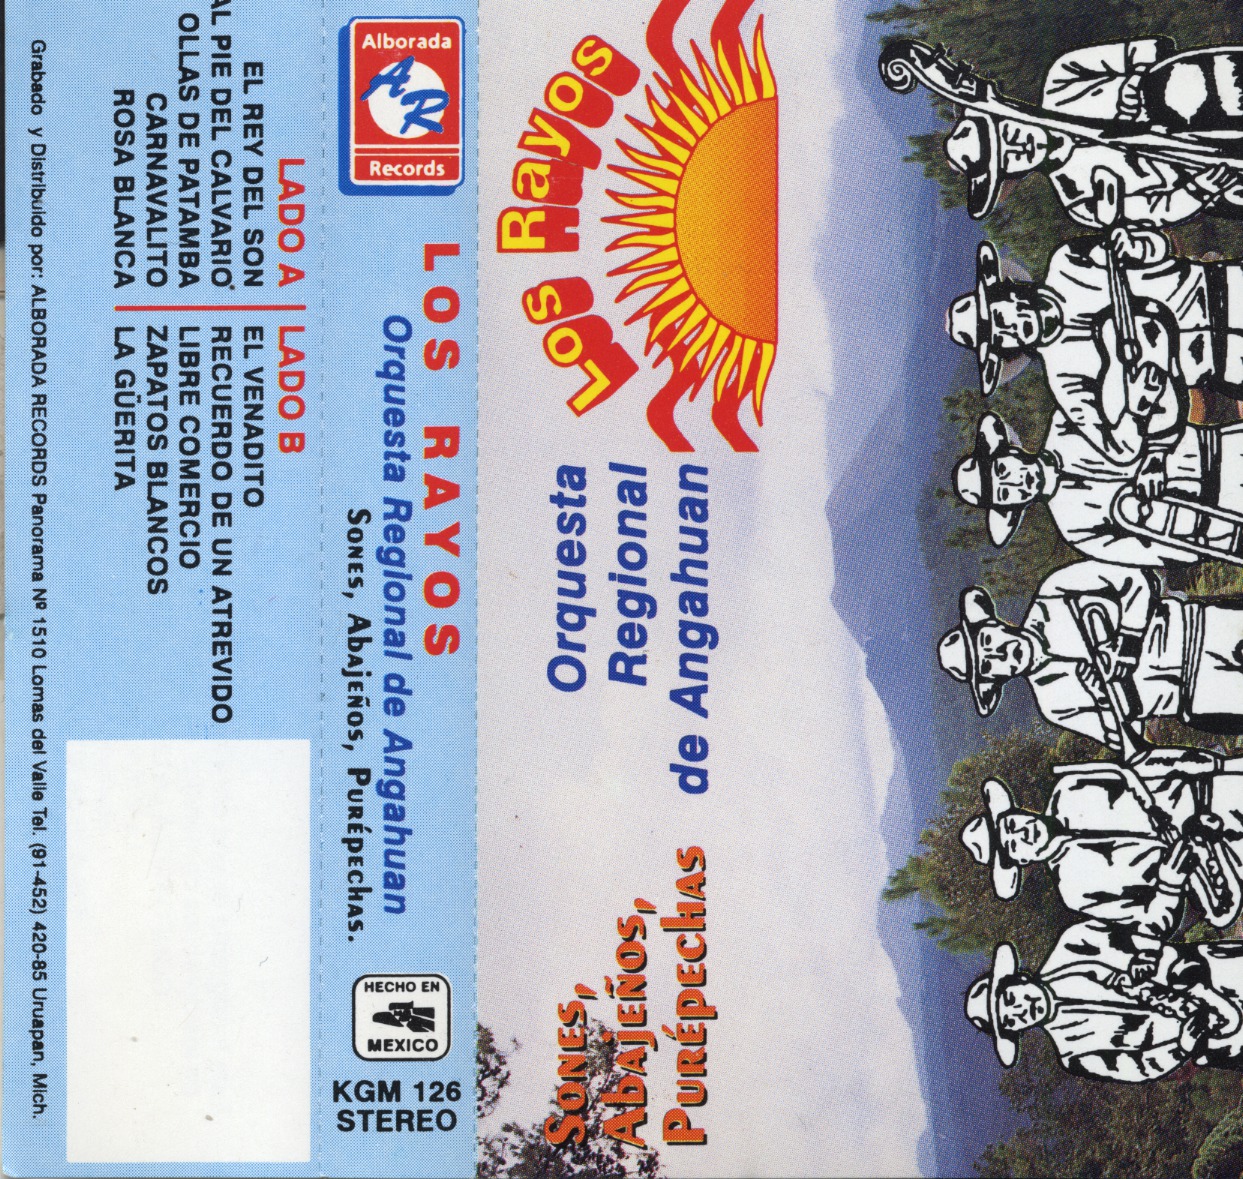 Los Rayos
Orquesta
Regional
de Angahuan
Sones,
Abajeños,
Purépechas
Alborada
AR
Records
LOS RAYOS
Orquesta Regional de Angahuan
Sones, Abajeños, Purépechas.
HECHO EN
MEXICO
KGM 126
STEREO
LADO A
EL REY DEL SON
AL PIE DEL CALVARIO
OLLAS DE PATAMBA
CARNAVALITO
ROSA BLANCA
LADO B
EL VENADITO
RECUERDO DE UN ATREVIDO
LIBRE COMERCIO
ZAPATOS BLANCOS
LA GÜERITA
Grabado y Distribuido por: ALBORADA RECORDS Panorama Nº 1510 Lomas del Valle Tel. (91-452) 420-85 Uruapan, Mich.